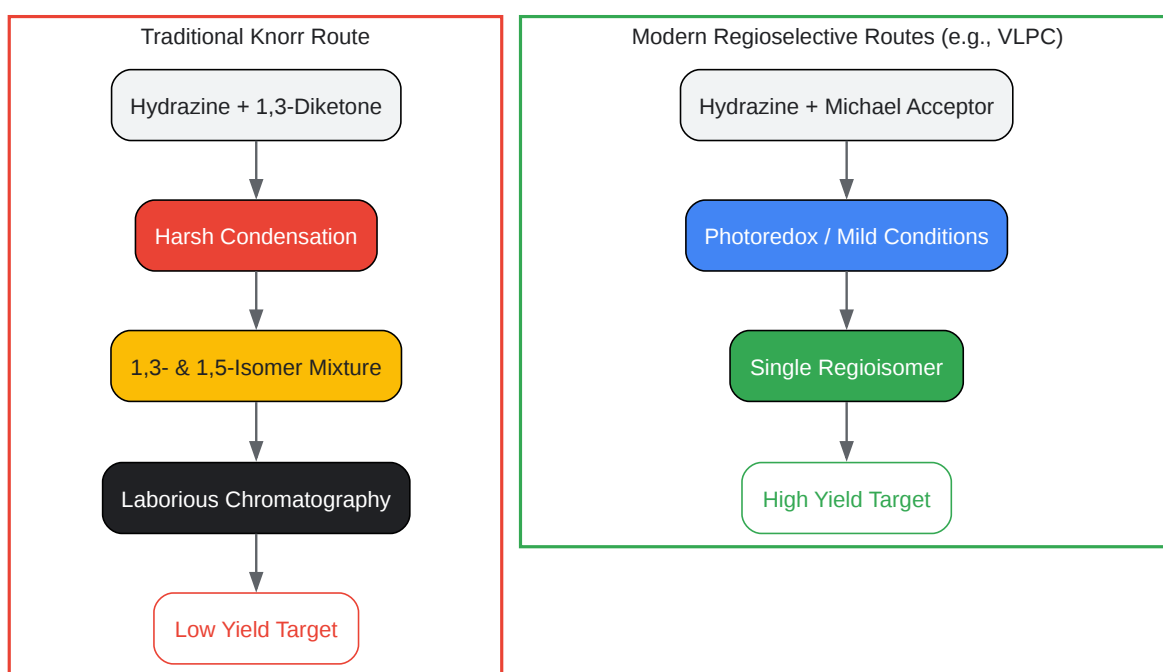 Traditional Knorr Route
Hydrazine + 1,3-Diketone
Harsh Condensation
1,3- & 1,5-Isomer Mixture
Laborious Chromatography
Low Yield Target
Modern Regioselective Routes (e.g., VLPC)
Hydrazine + Michael Acceptor
Photoredox / Mild Conditions
Single Regioisomer
High Yield Target